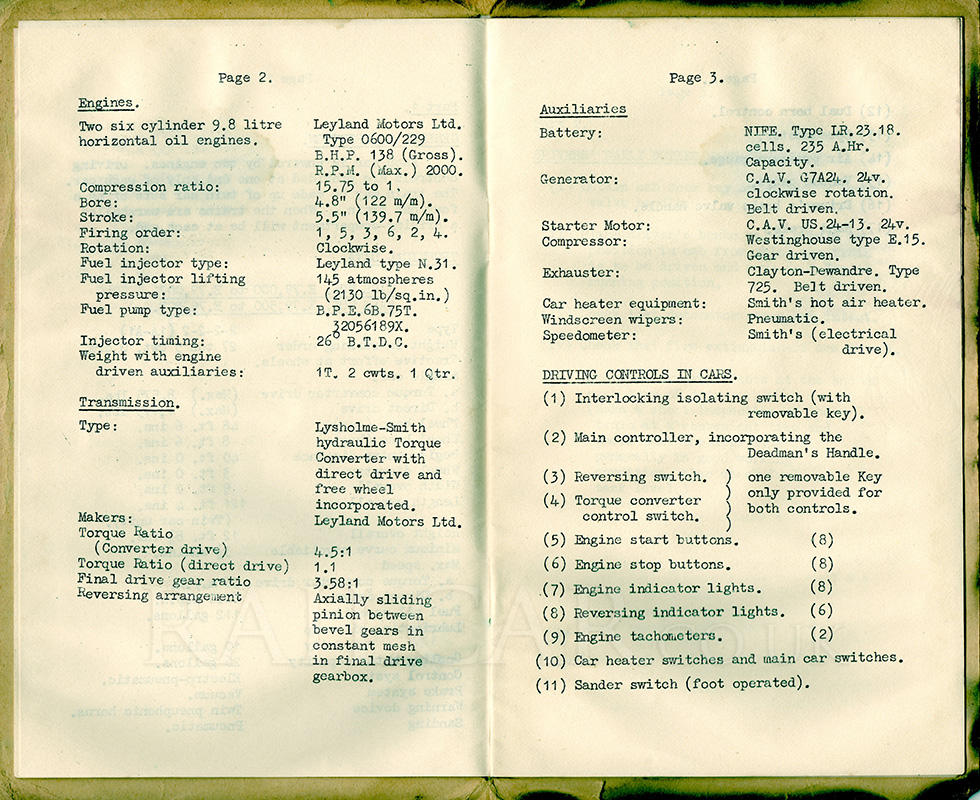 Page 2.
Engines.
Two six cylinder 9.8 litre Leyland Motors Ltd.
horizontal oil engines. Type 0600/229
B.H.P. 138 (Gross).
R.P.M. (Max.) 2000.
Compression ratio: 15.75 to 1.
Bore: 4.8" (122 m/m).
Stroke: 5.5" (139.7 m/m).
Firing order: 1, 5, 3, 6, 2, 4.
Rotation: Clockwise.
Fuel injector type: Leyland type N.31.
Fuel injector lifting 145 atmospheres
pressure: (2130 lb/sq.in.)
Fuel pump type: B.P.E.6B.75T.
32056189X.
Injector timing: 26° B.T.D.C.
Weight with engine
driven auxiliaries: 1T. 2 cwts. 1 Qtr.
Transmission.
Type: Lysholme-Smith
hydraulic Torque
Converter with
direct drive and
free wheel
incorporated.
Makers: Leyland Motors Ltd.
Torque Ratio
(Converter drive) 4.5:1
Torque Ratio (direct drive) 1.1
Final drive gear ratio 3.58:1
Reversing arrangement Axially sliding
pinion between
bevel gears in
constant mesh
in final drive
gearbox.
Page 3.
Auxiliaries
Battery: NIFE. Type LR.23.18.
cells. 235 A.Hr.
Capacity.
Generator: C.A.V. G7A24. 24v.
clockwise rotation.
Belt driven.
Starter Motor: C.A.V. US.24-13. 24v.
Compressor: Westinghouse type E.15.
Gear driven.
Exhauster: Clayton-Dewandre. Type
725. Belt driven.
Car heater equipment: Smith's hot air heater.
Windscreen wipers: Pneumatic.
Speedometer: Smith's (electrical
drive).
DRIVING CONTROLS IN CARS.
(1) Interlocking isolating switch (with
removable key).
(2) Main controller, incorporating the
Deadman's Handle.
(3) Reversing switch. ) one removable Key
) only provided for
(4) Torque converter ) both controls.
control switch. )
(5) Engine start buttons. (8)
(6) Engine stop buttons. (8)
(7) Engine indicator lights. (8)
(8) Reversing indicator lights. (6)
(9) Engine tachometers. (2)
(10) Car heater switches and main car switches.
(11) Sander switch (foot operated).
RAILCAR.co.uk